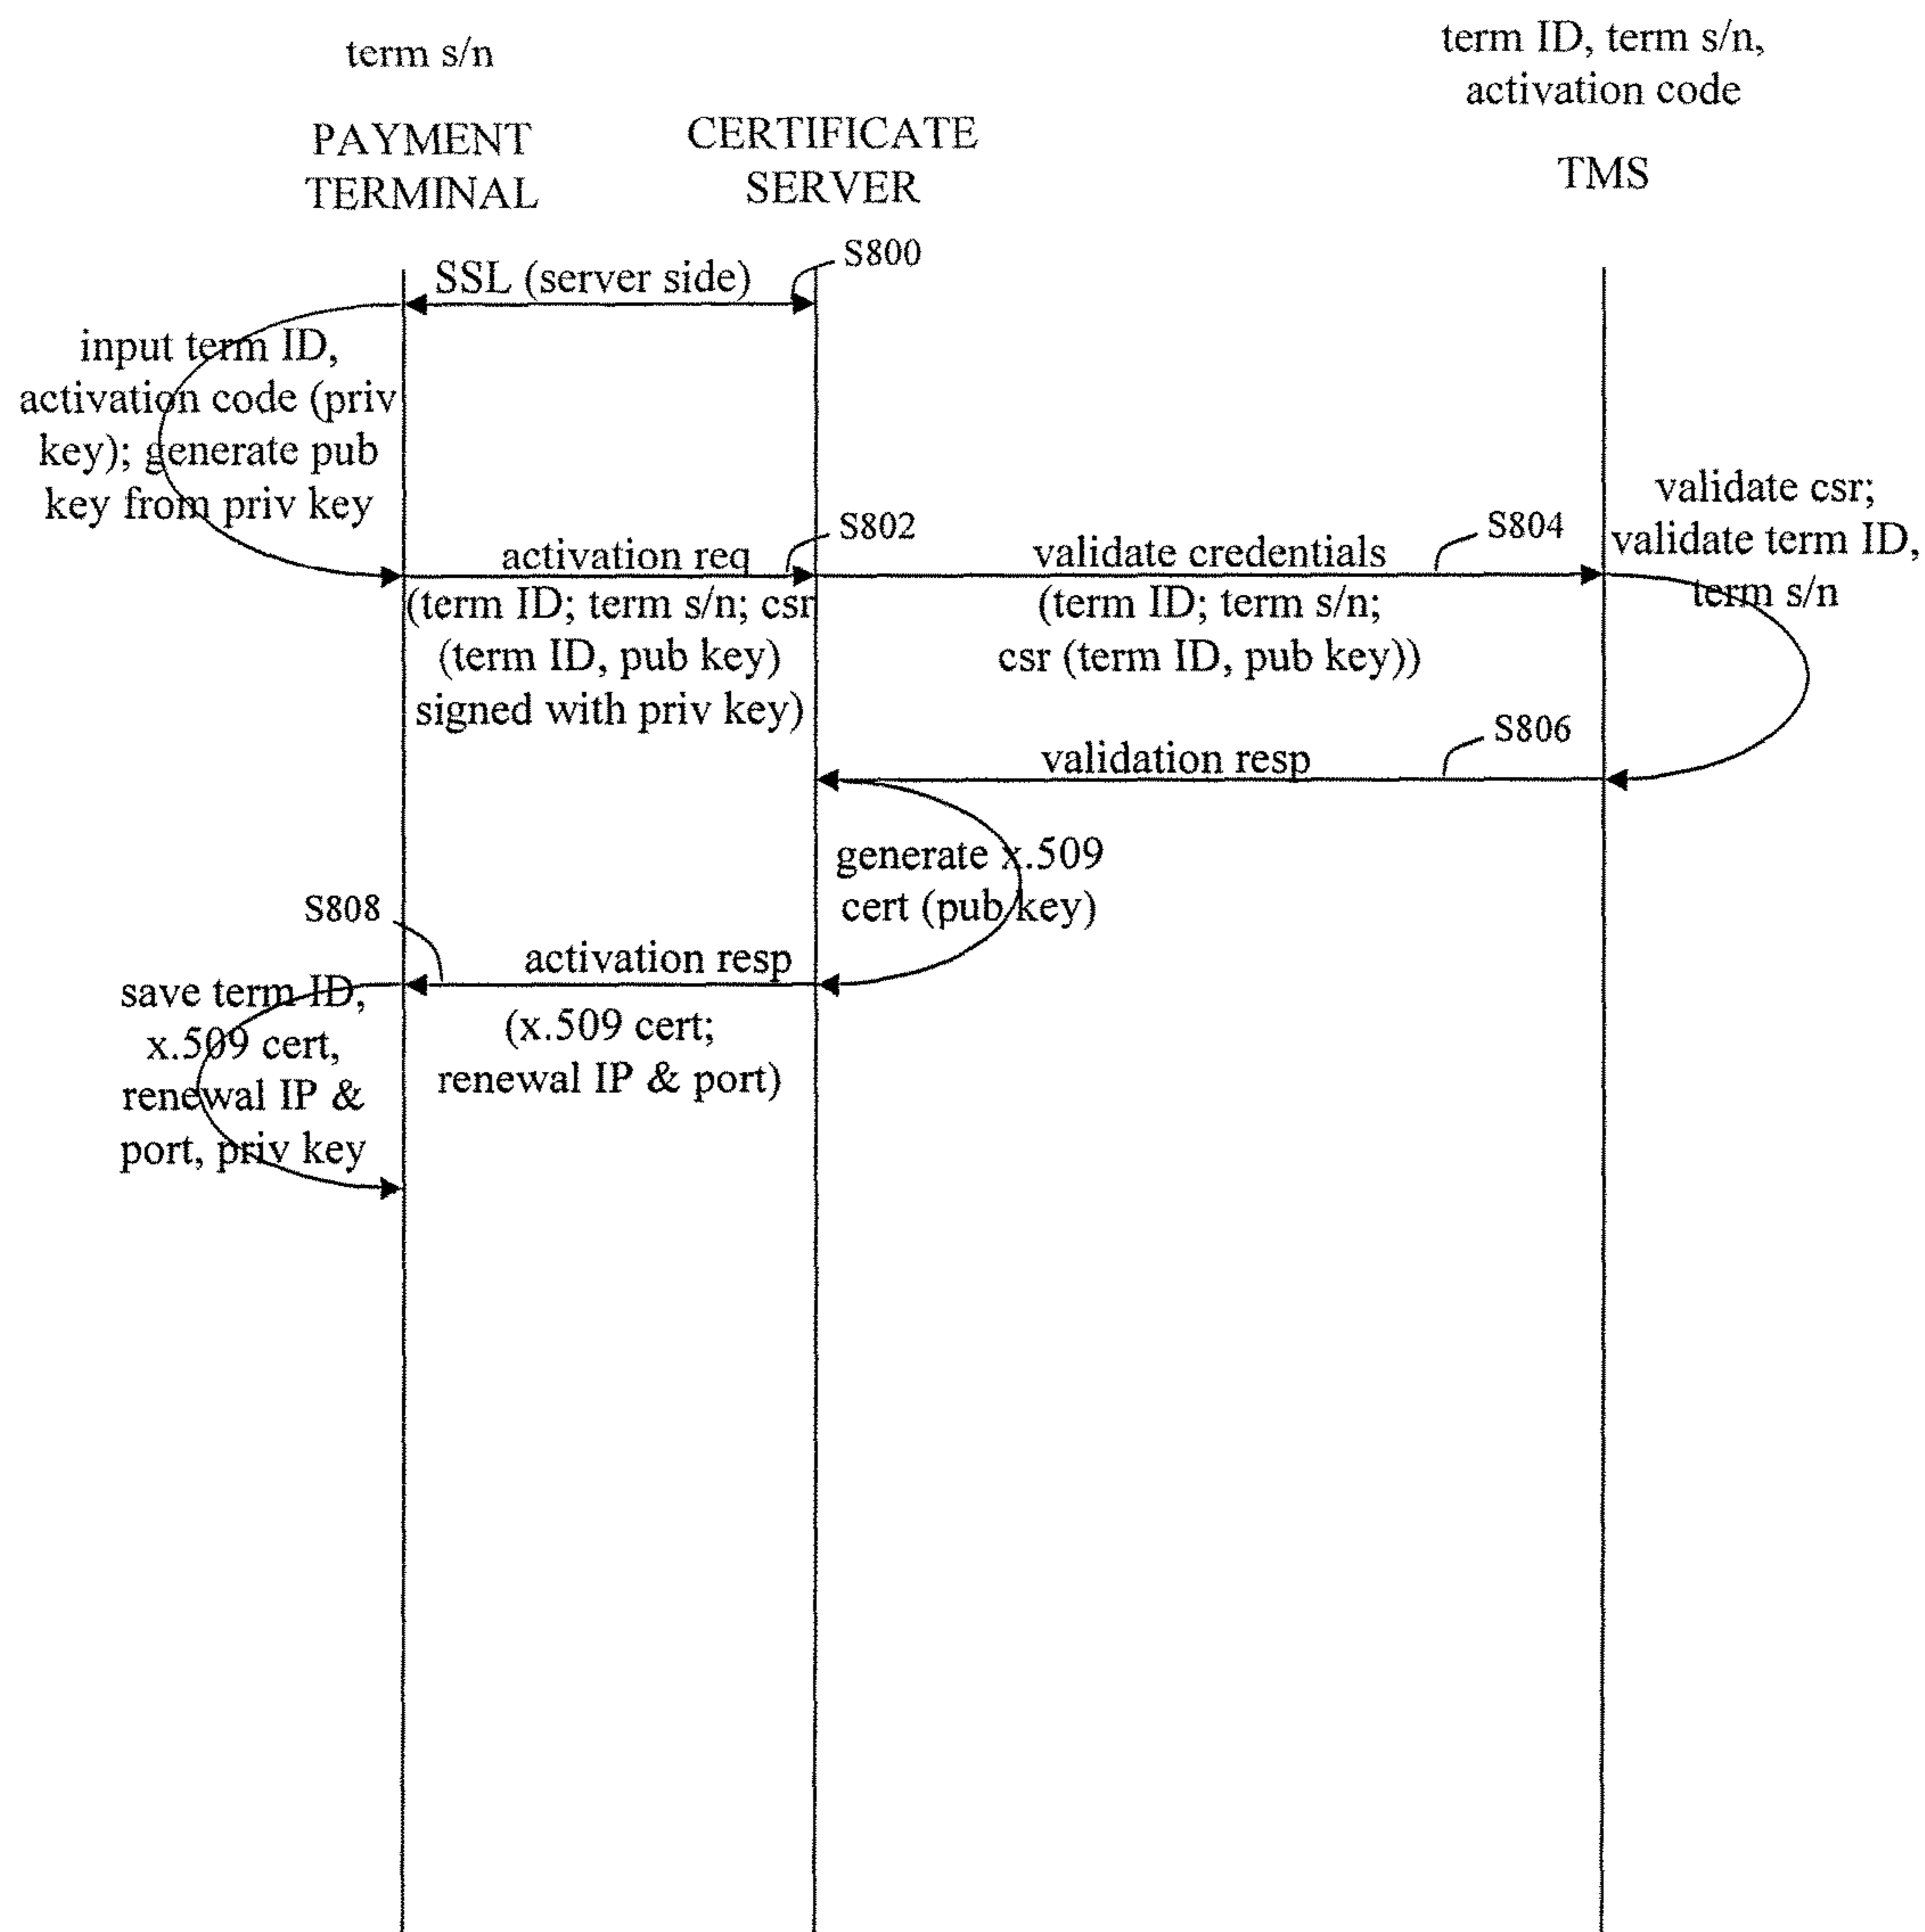 term s/n
term ID, term s/n,
activation code
PAYMENT
TERMINAL
CERTIFICATE
SERVER
TMS
S800
SSL (server side)
input term ID,
activation code (priv
key); generate pub
key from priv key
S802
activation req
(term ID; term s/n; csr
(term ID, pub key)
signed with priv key)
S804
validate credentials
(term ID; term s/n;
csr (term ID, pub key))
validate csr;
validate term ID,
term s/n
S806
validation resp
generate x.509
cert (pub key)
S808
activation resp
(x.509 cert;
renewal IP & port)
save term ID,
x.509 cert,
renewal IP &
port, priv key